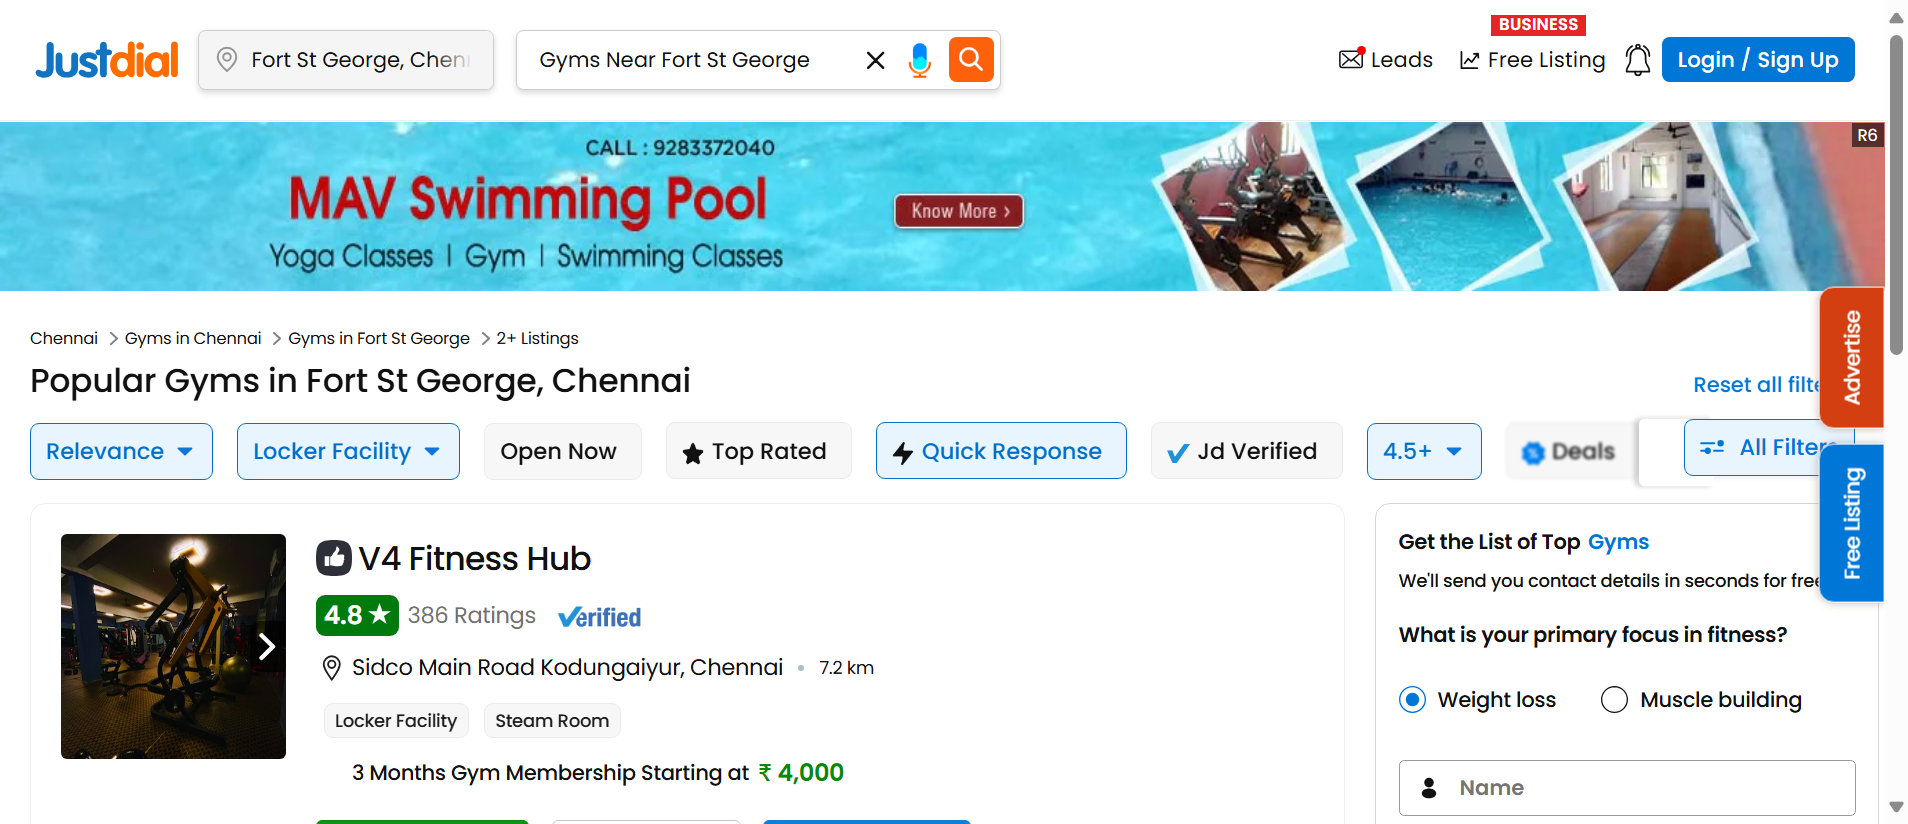 BUSINESS
Justdial
Fort St George, Chen
Gyms Near Fort St George
Leads
Free Listing
Login / Sign Up
R6
CALL : 9283372040
MAV Swimming Pool
Know More ›
Yoga Classes | Gym | Swimming Classes
Chennai > Gyms in Chennai > Gyms in Fort St George > 2+ Listings
Popular Gyms in Fort St George, Chennai
Reset all filte
Advertise
Relevance
Locker Facility
Open Now
Top Rated
Quick Response
Jd Verified
4.5+
Deals
All Filter
Free Listing
V4 Fitness Hub
4.8 ★ 386 Ratings Verified
Sidco Main Road Kodungaiyur, Chennai • 7.2 km
Locker Facility
Steam Room
3 Months Gym Membership Starting at ₹ 4,000
Get the List of Top Gyms
We'll send you contact details in seconds for free
What is your primary focus in fitness?
Weight loss
Muscle building
Name